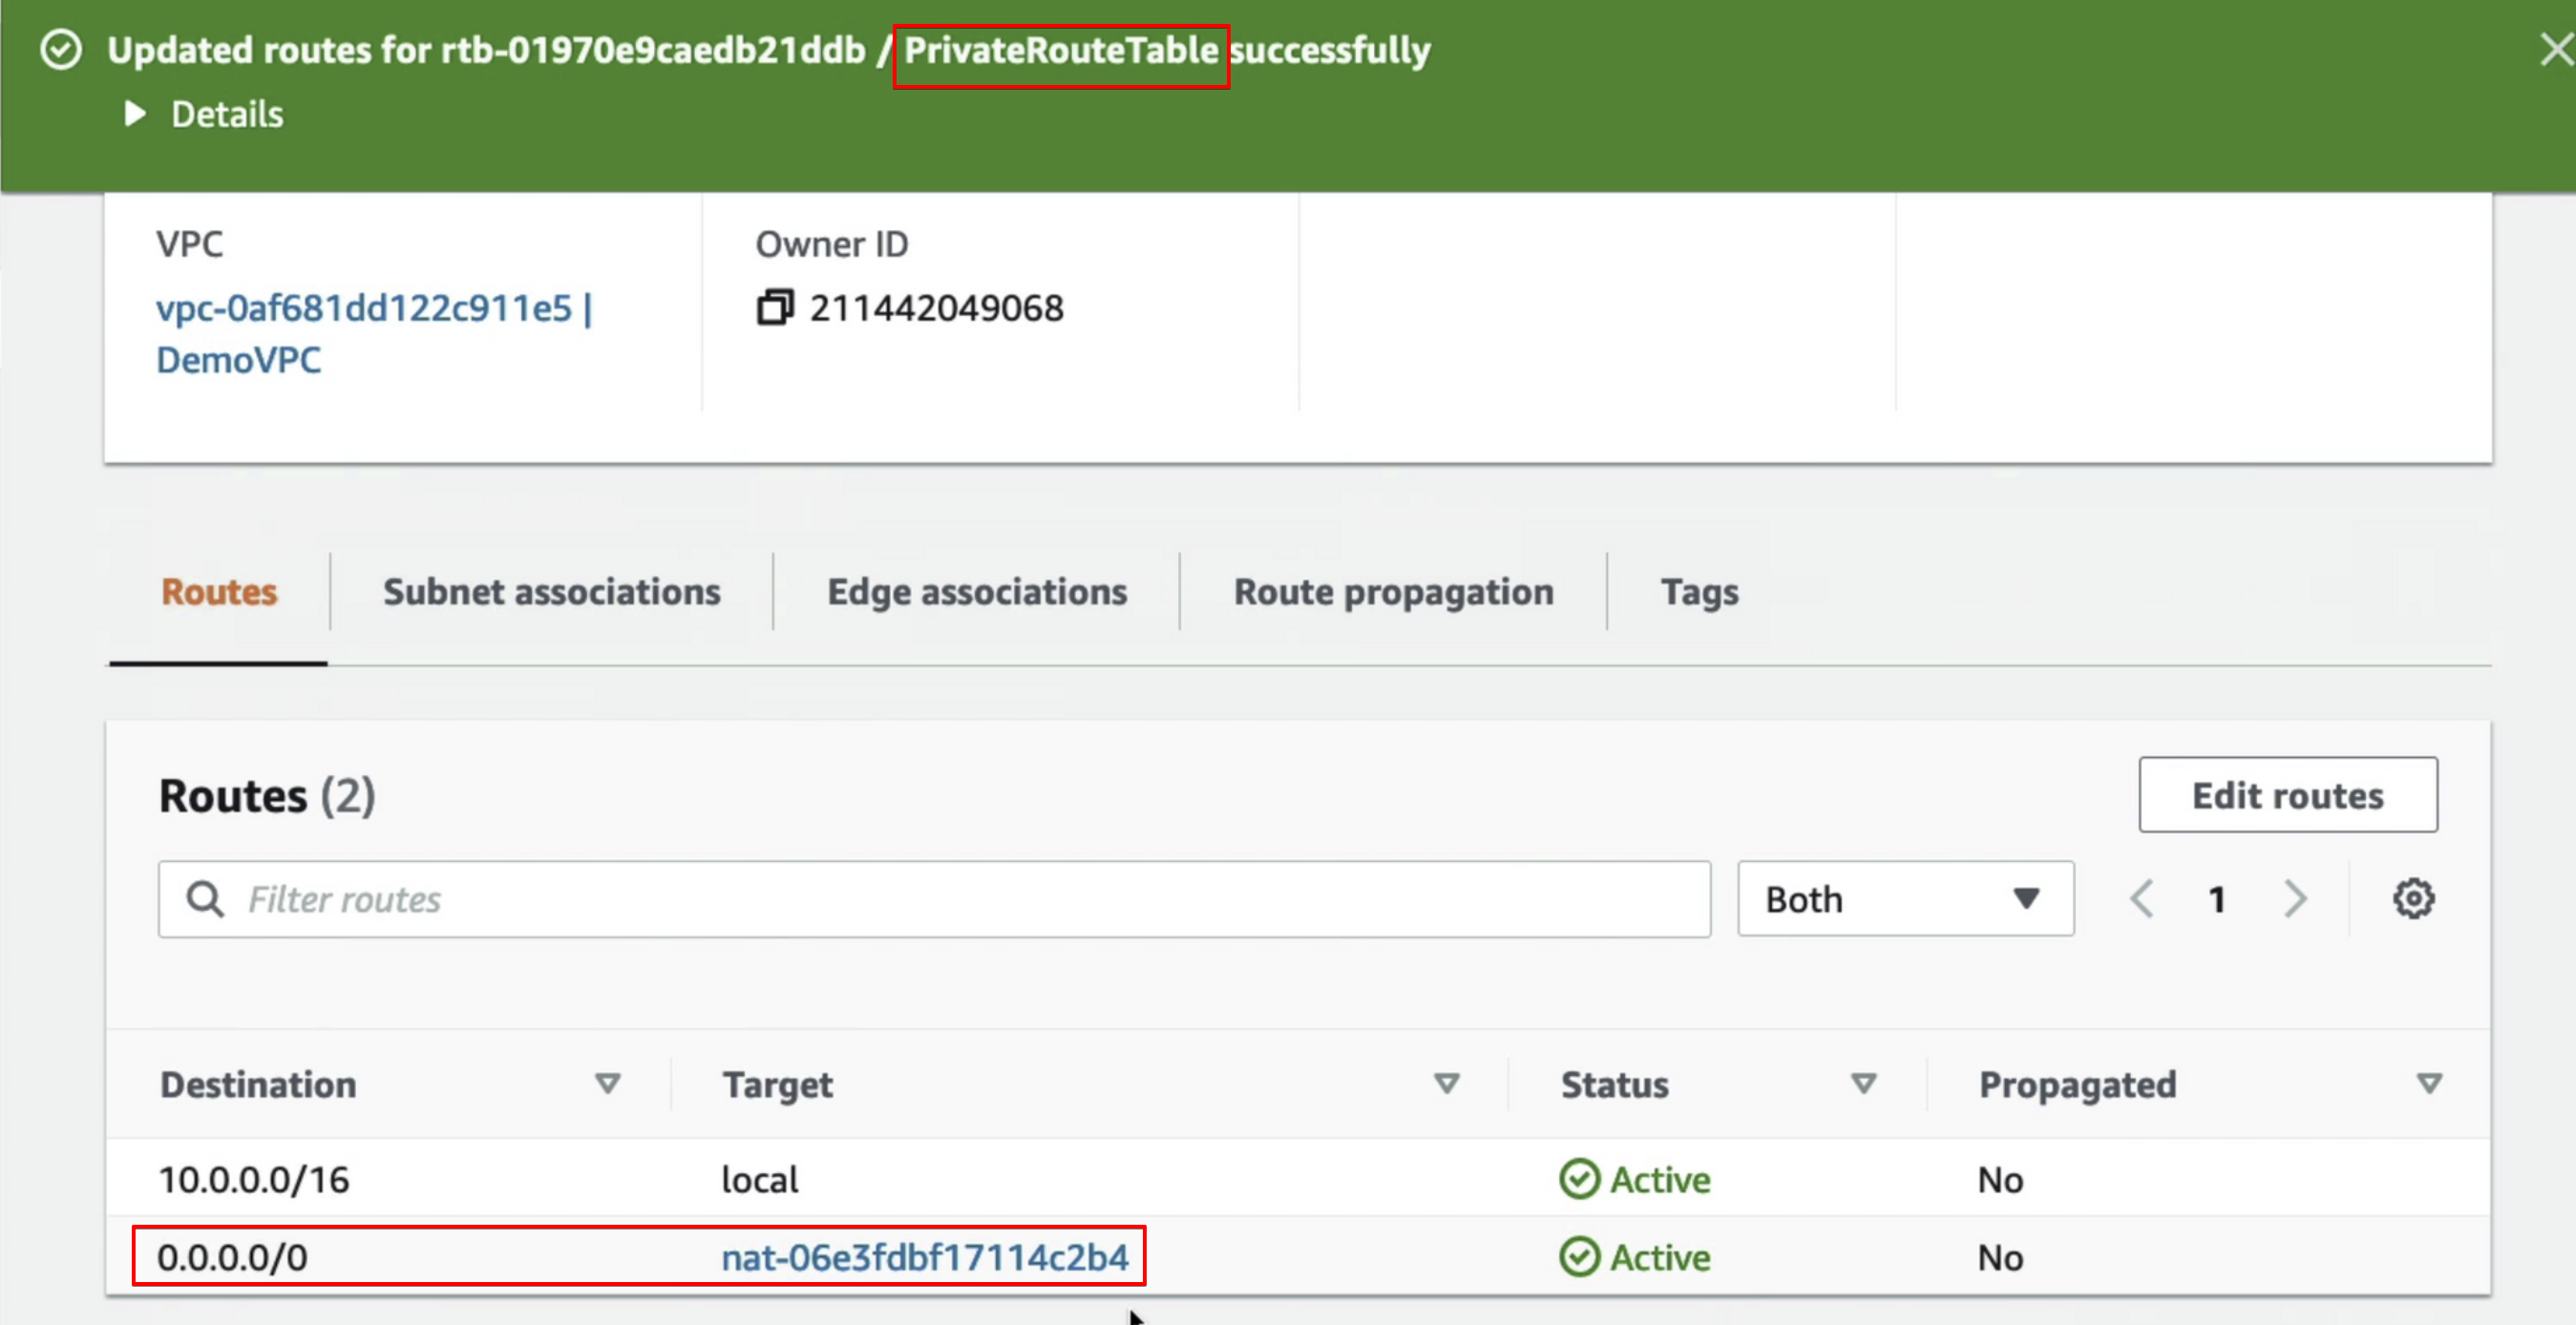 Updated routes for rtb-01970e9caedb21ddb / PrivateRouteTable successfully
Details
VPC
vpc-0af681dd122c911e5 |
DemoVPC
Owner ID
211442049068
Routes
Subnet associations
Edge associations
Route propagation
Tags
Routes (2)
Edit routes
Filter routes
Both
1
Destination Target Status Propagated
10.0.0.0/16 local Active No
0.0.0.0/0 nat-06e3fdbf17114c2b4 Active No